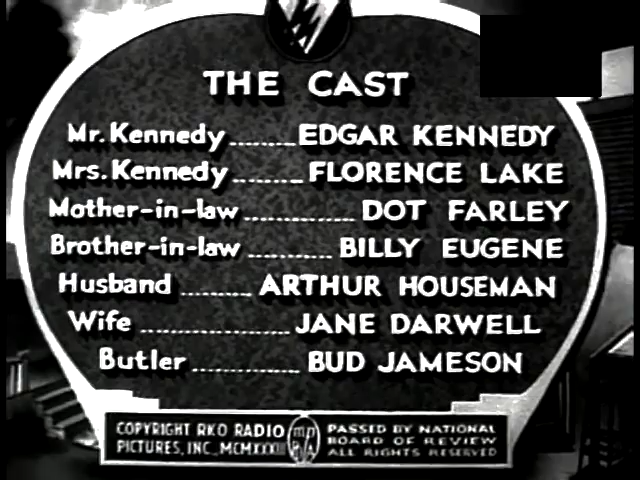 THE CAST
Mr. Kennedy ........ EDGAR KENNEDY
Mrs. Kennedy ........ FLORENCE LAKE
Mother-in-law ............. DOT FARLEY
Brother-in-law .......... BILLY EUGENE
Husband ........ ARTHUR HOUSEMAN
Wife ................. JANE DARWELL
Butler ............. BUD JAMESON
COPYRIGHT RKO RADIO
PICTURES, INC.
PASSED BY NATIONAL
BOARD OF REVIEW
ALL RIGHTS RESERVED